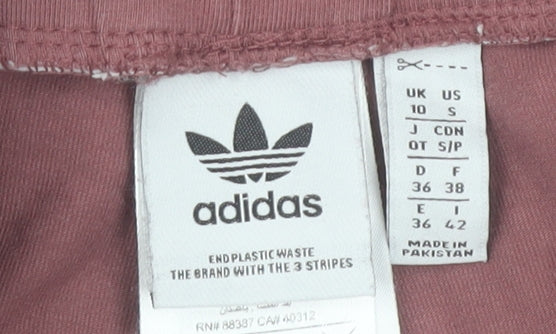 adidas
END PLASTIC WASTE
THE BRAND WITH THE 3 STRIPES
RN# 88387 CA# 40312
UK US
10 S
J CDN
OT S/P
D F
36 38
E I
36 42
MADE IN
PAKISTAN